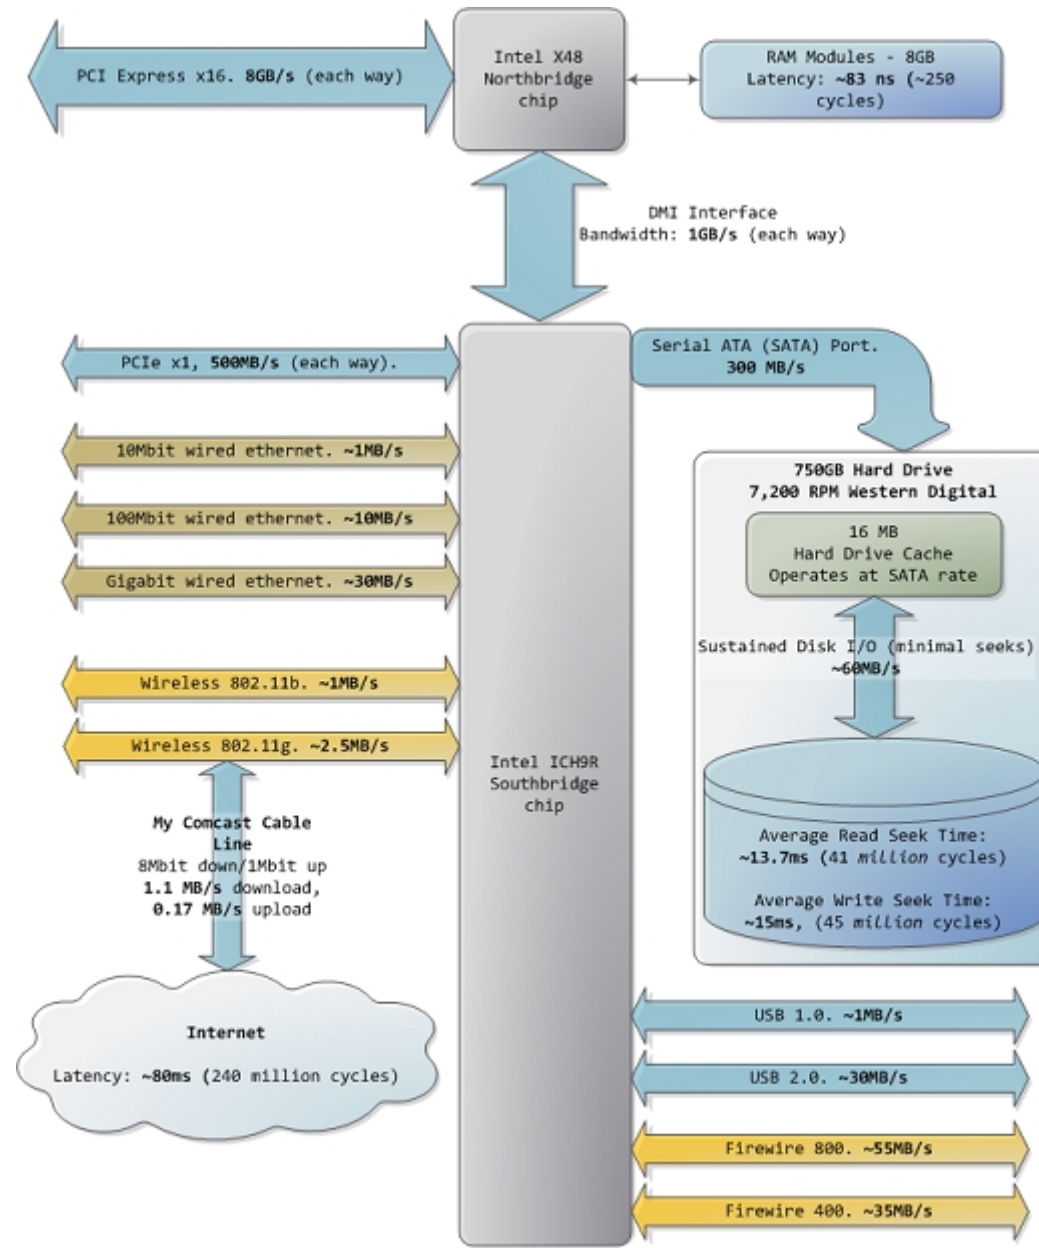 PCI Express x16. 8GB/s (each way)
Intel X48
Northbridge
chip
RAM Modules - 8GB
Latency: ~83 ns (~250
cycles)
DMI Interface
Bandwidth: 1GB/s (each way)
PCIe x1, 500MB/s (each way).
10Mbit wired ethernet. ~1MB/s
100Mbit wired ethernet. ~10MB/s
Gigabit wired ethernet. ~30MB/s
Wireless 802.11b. ~1MB/s
Wireless 802.11g. ~2.5MB/s
My Comcast Cable
Line
8Mbit down/1Mbit up
1.1 MB/s download,
0.17 MB/s upload
Internet
Latency: ~80ms (240 million cycles)
Intel ICH9R
Southbridge
chip
Serial ATA (SATA) Port.
300 MB/s
750GB Hard Drive
7,200 RPM Western Digital
16 MB
Hard Drive Cache
Operates at SATA rate
Sustained Disk I/O (minimal seeks)
~60MB/s
Average Read Seek Time:
~13.7ms (41 million cycles)
Average Write Seek Time:
~15ms, (45 million cycles)
USB 1.0. ~1MB/s
USB 2.0. ~30MB/s
Firewire 800. ~55MB/s
Firewire 400. ~35MB/s